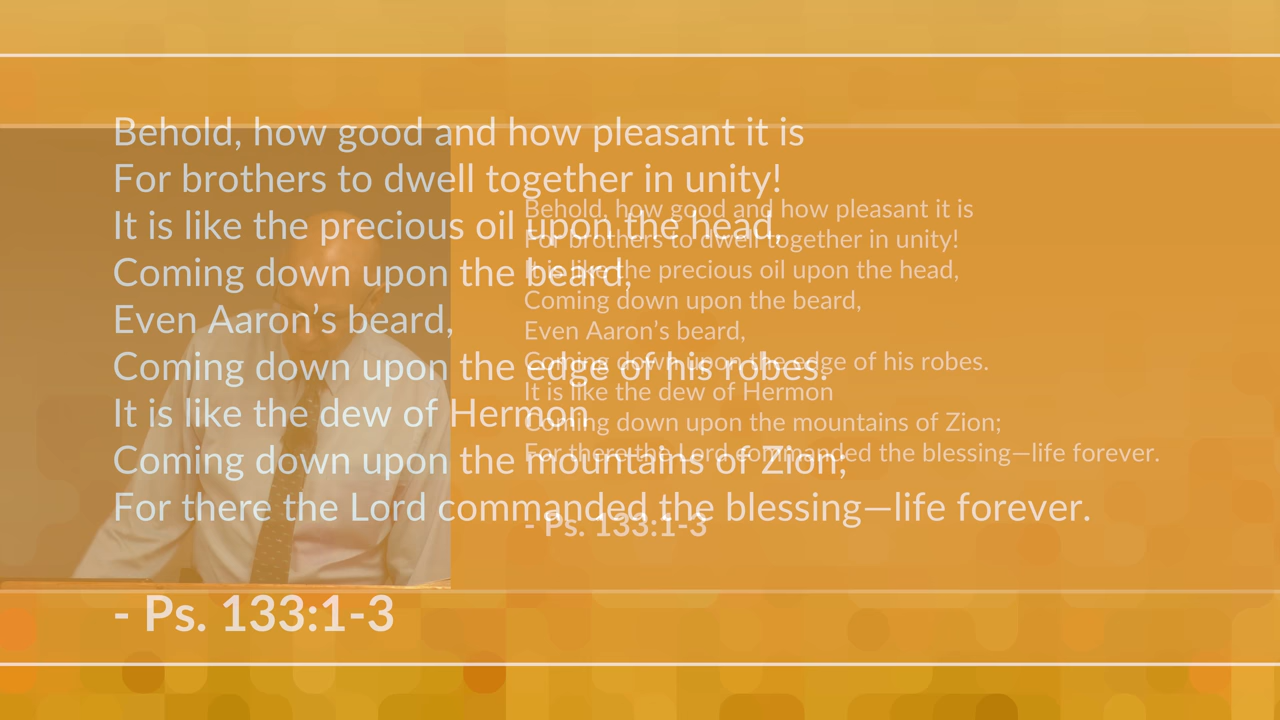 Behold, how good and how pleasant it is
For brothers to dwell together in unity!
It is like the precious oil upon the head,
Coming down upon the beard,
Even Aaron’s beard,
Coming down upon the edge of his robes.
It is like the dew of Hermon
Coming down upon the mountains of Zion;
For there the Lord commanded the blessing—life forever.
- Ps. 133:1-3
Behold, how good and how pleasant it is
For brothers to dwell together in unity!
It is like the precious oil upon the head,
Coming down upon the beard,
Even Aaron’s beard,
Coming down upon the edge of his robes.
It is like the dew of Hermon
Coming down upon the mountains of Zion;
For there the Lord commanded the blessing—life forever.
- Ps. 133:1-3